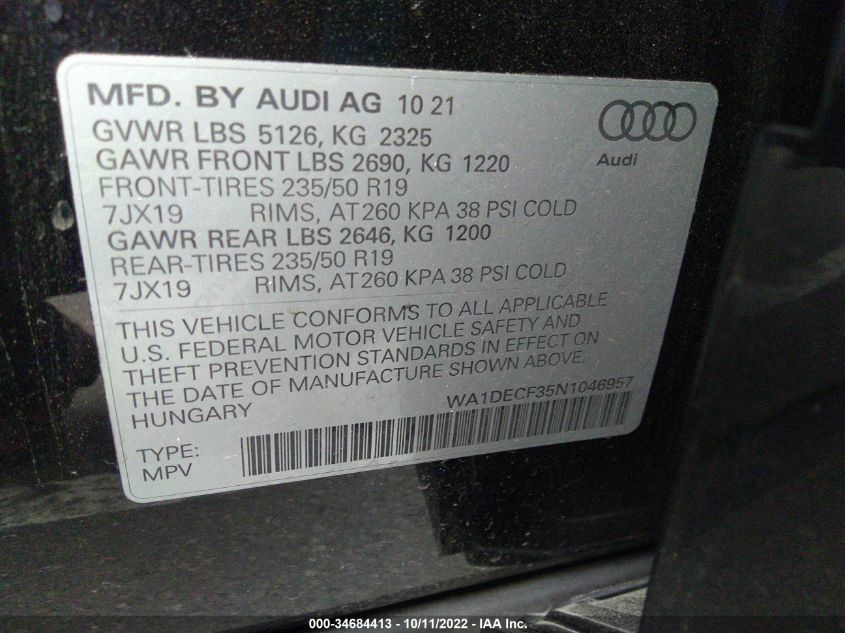 MFD. BY AUDI AG 10 21
GVWR LBS 5126, KG 2325
GAWR FRONT LBS 2690, KG 1220
FRONT-TIRES 235/50 R19
7JX19 RIMS, AT260 KPA 38 PSI COLD
GAWR REAR LBS 2646, KG 1200
REAR-TIRES 235/50 R19
7JX19 RIMS, AT260 KPA 38 PSI COLD
Audi
THIS VEHICLE CONFORMS TO ALL APPLICABLE
U.S. FEDERAL MOTOR VEHICLE SAFETY AND
THEFT PREVENTION STANDARDS IN EFFECT ON
THE DATE OF MANUFACTURE SHOWN ABOVE.
HUNGARY WA1DECF35N1046957
TYPE:
MPV
000-34684413 - 10/11/2022 - IAA Inc.